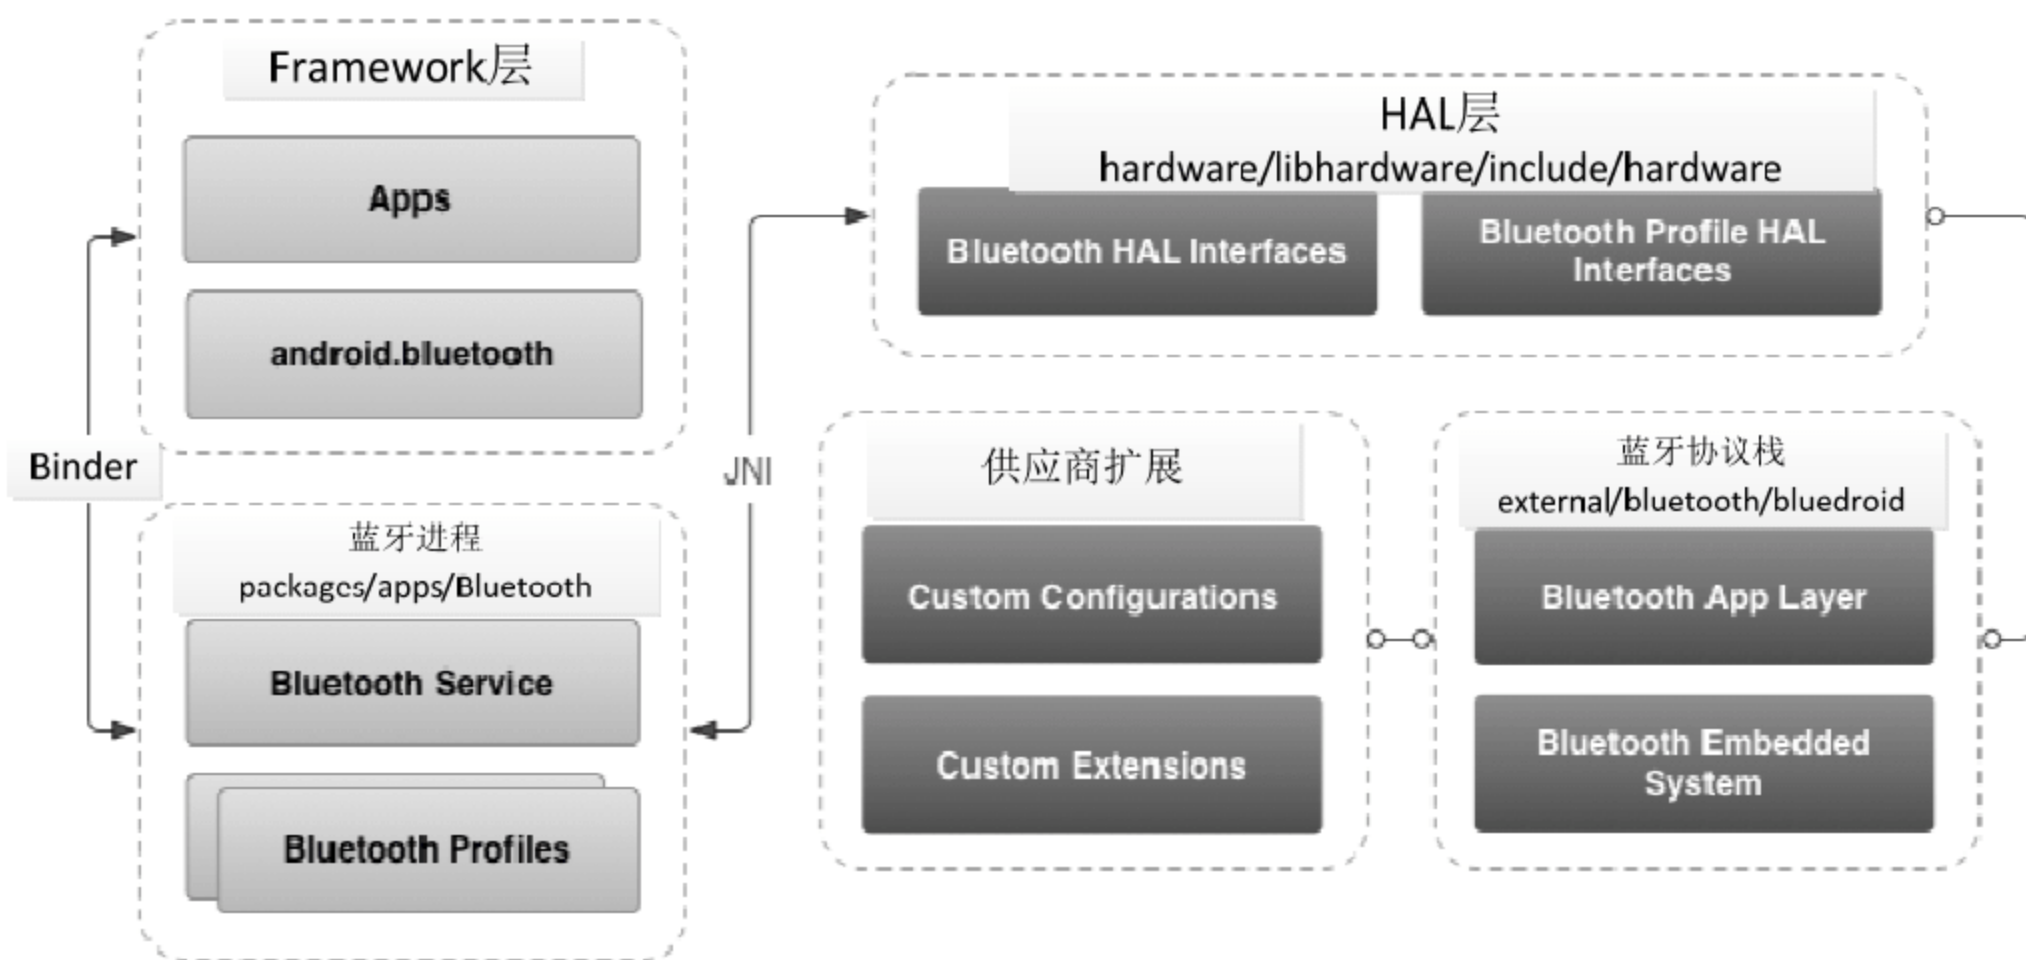 Framework层
Apps
android.bluetooth
Binder
蓝牙进程
packages/apps/Bluetooth
Bluetooth Service
Bluetooth Profiles
JNI
HAL层
hardware/libhardware/include/hardware
Bluetooth HAL Interfaces
Bluetooth Profile HAL
Interfaces
供应商扩展
Custom Configurations
Custom Extensions
蓝牙协议栈
external/bluetooth/bluedroid
Bluetooth App Layer
Bluetooth Embedded
System